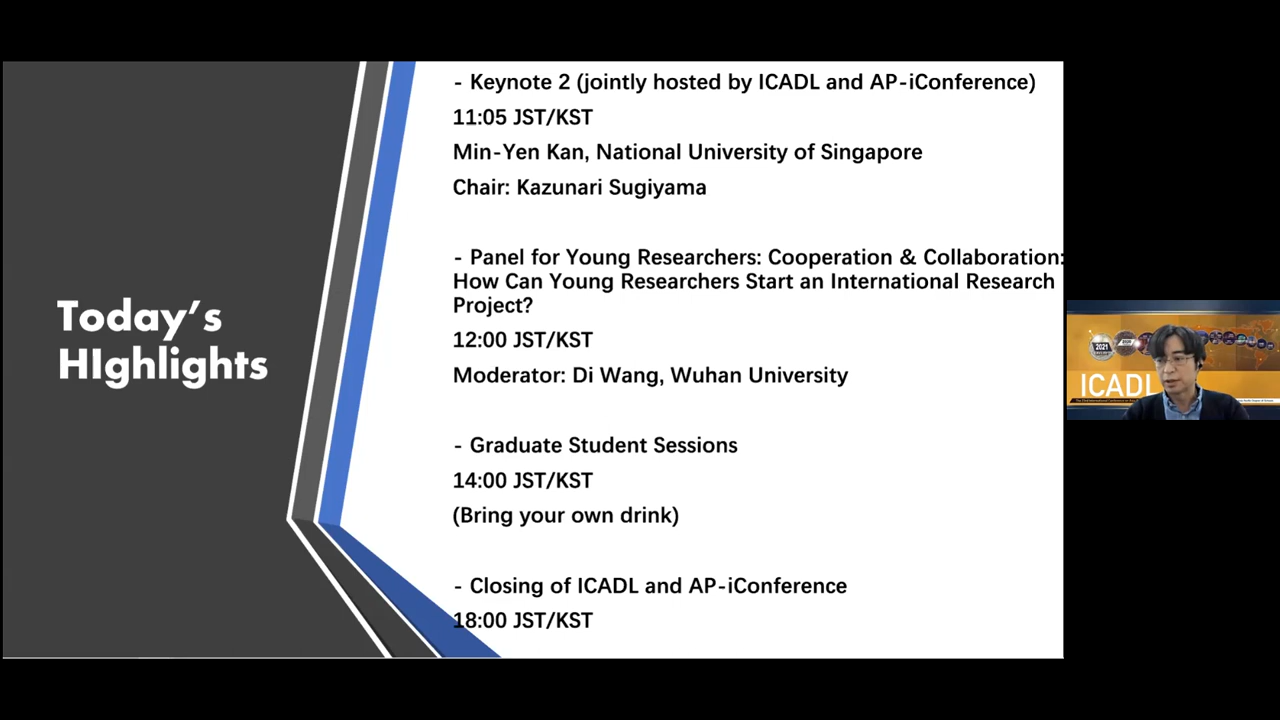 Today's
HIghlights
- Keynote 2 (jointly hosted by ICADL and AP-iConference)
11:05 JST/KST
Min-Yen Kan, National University of Singapore
Chair: Kazunari Sugiyama
- Panel for Young Researchers: Cooperation & Collaboration:
How Can Young Researchers Start an International Research
Project?
12:00 JST/KST
Moderator: Di Wang, Wuhan University
- Graduate Student Sessions
14:00 JST/KST
(Bring your own drink)
- Closing of ICADL and AP-iConference
18:00 JST/KST
2021
ICADL